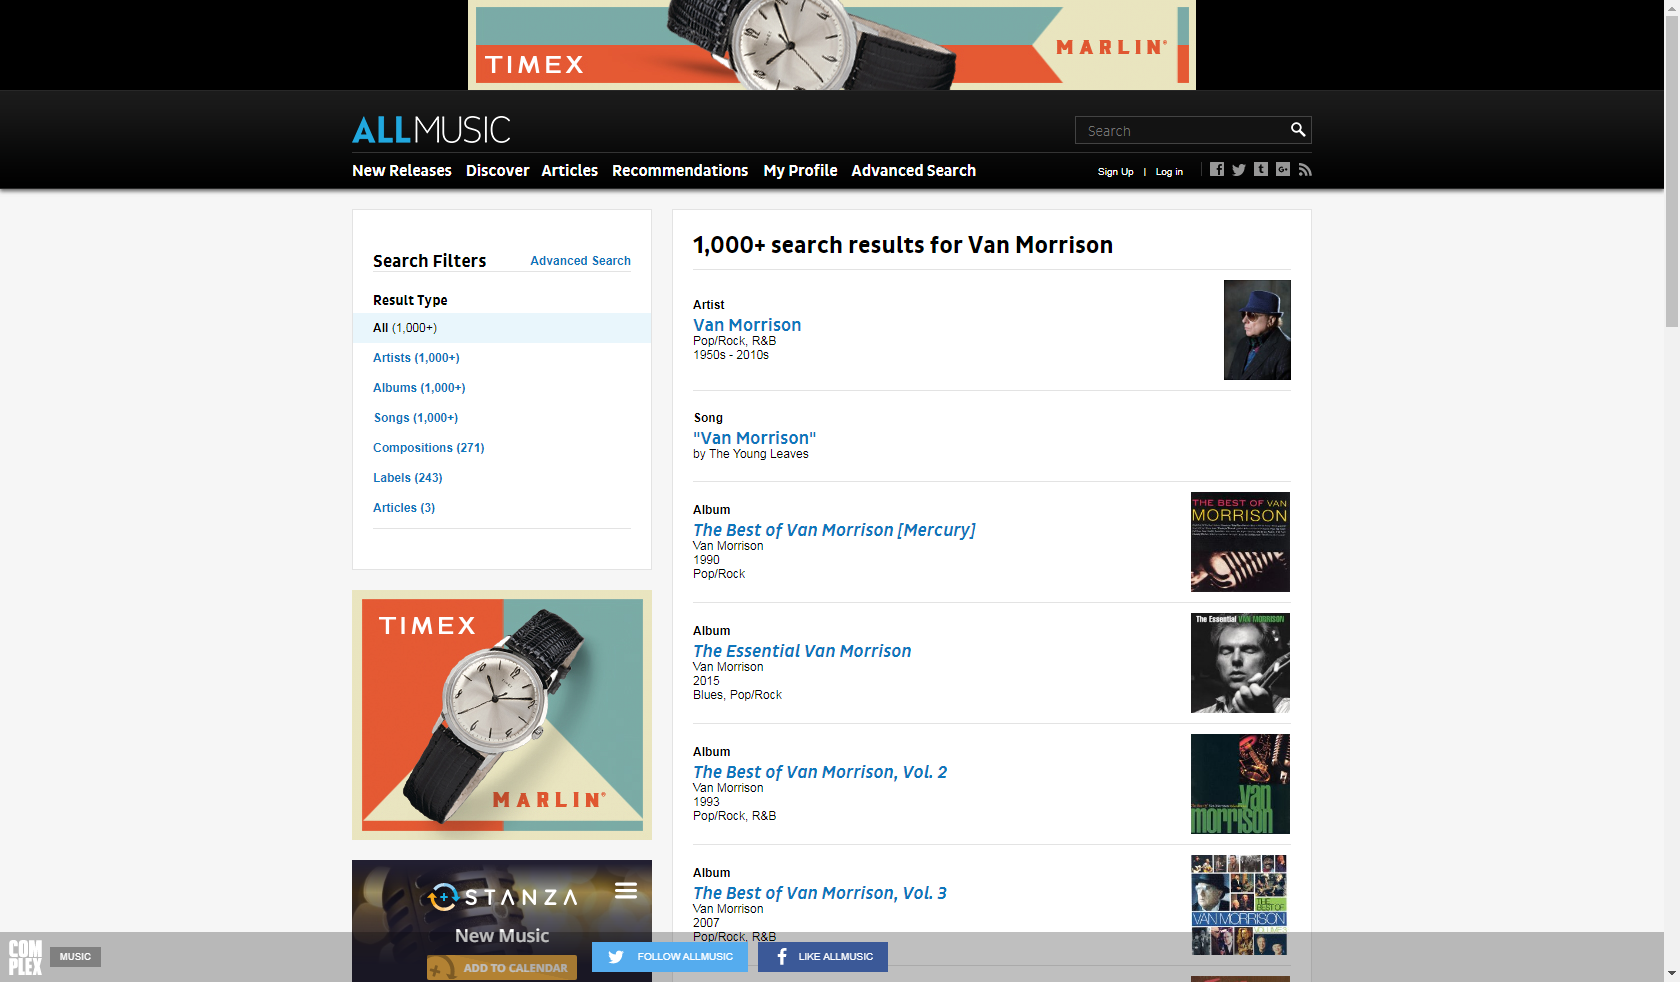 TIMEX
MARLIN®
ALLMUSIC
Search
New Releases Discover Articles Recommendations My Profile Advanced Search
Sign Up | Log in
Search Filters
Advanced Search
Result Type
All (1,000+)
Artists (1,000+)
Albums (1,000+)
Songs (1,000+)
Compositions (271)
Labels (243)
Articles (3)
TIMEX
MARLIN®
STANZA
New Music
ADD TO CALENDAR
1,000+ search results for Van Morrison
Artist
Van Morrison
Pop/Rock, R&B
1950s - 2010s
Song
"Van Morrison"
by The Young Leaves
Album
The Best of Van Morrison [Mercury]
Van Morrison
1990
Pop/Rock
THE BEST OF VAN
MORRISON
Album
The Essential Van Morrison
Van Morrison
2015
Blues, Pop/Rock
The Essential VAN MORRISON
Album
The Best of Van Morrison, Vol. 2
Van Morrison
1993
Pop/Rock, R&B
van
morrison
Album
The Best of Van Morrison, Vol. 3
Van Morrison
2007
Pop/Rock, R&B
THE
BEST OF
VAN MORRISON
COM
PLEX
MUSIC
FOLLOW ALLMUSIC
LIKE ALLMUSIC